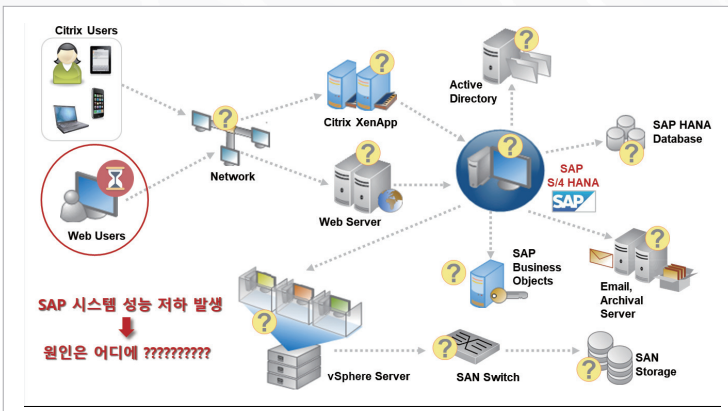 Citrix Users
Web Users
Network
?
Citrix XenApp
?
Web Server
?
Active
Directory
?
SAP HANA
Database
?
SAP
S/4 HANA
SAP
?
SAP
Business
Objects
?
Email,
Archival
Server
?
SAP 시스템 성능 저하 발생
원인은 어디에 ??????????
?
vSphere Server
?
SAN Switch
?
SAN
Storage
?